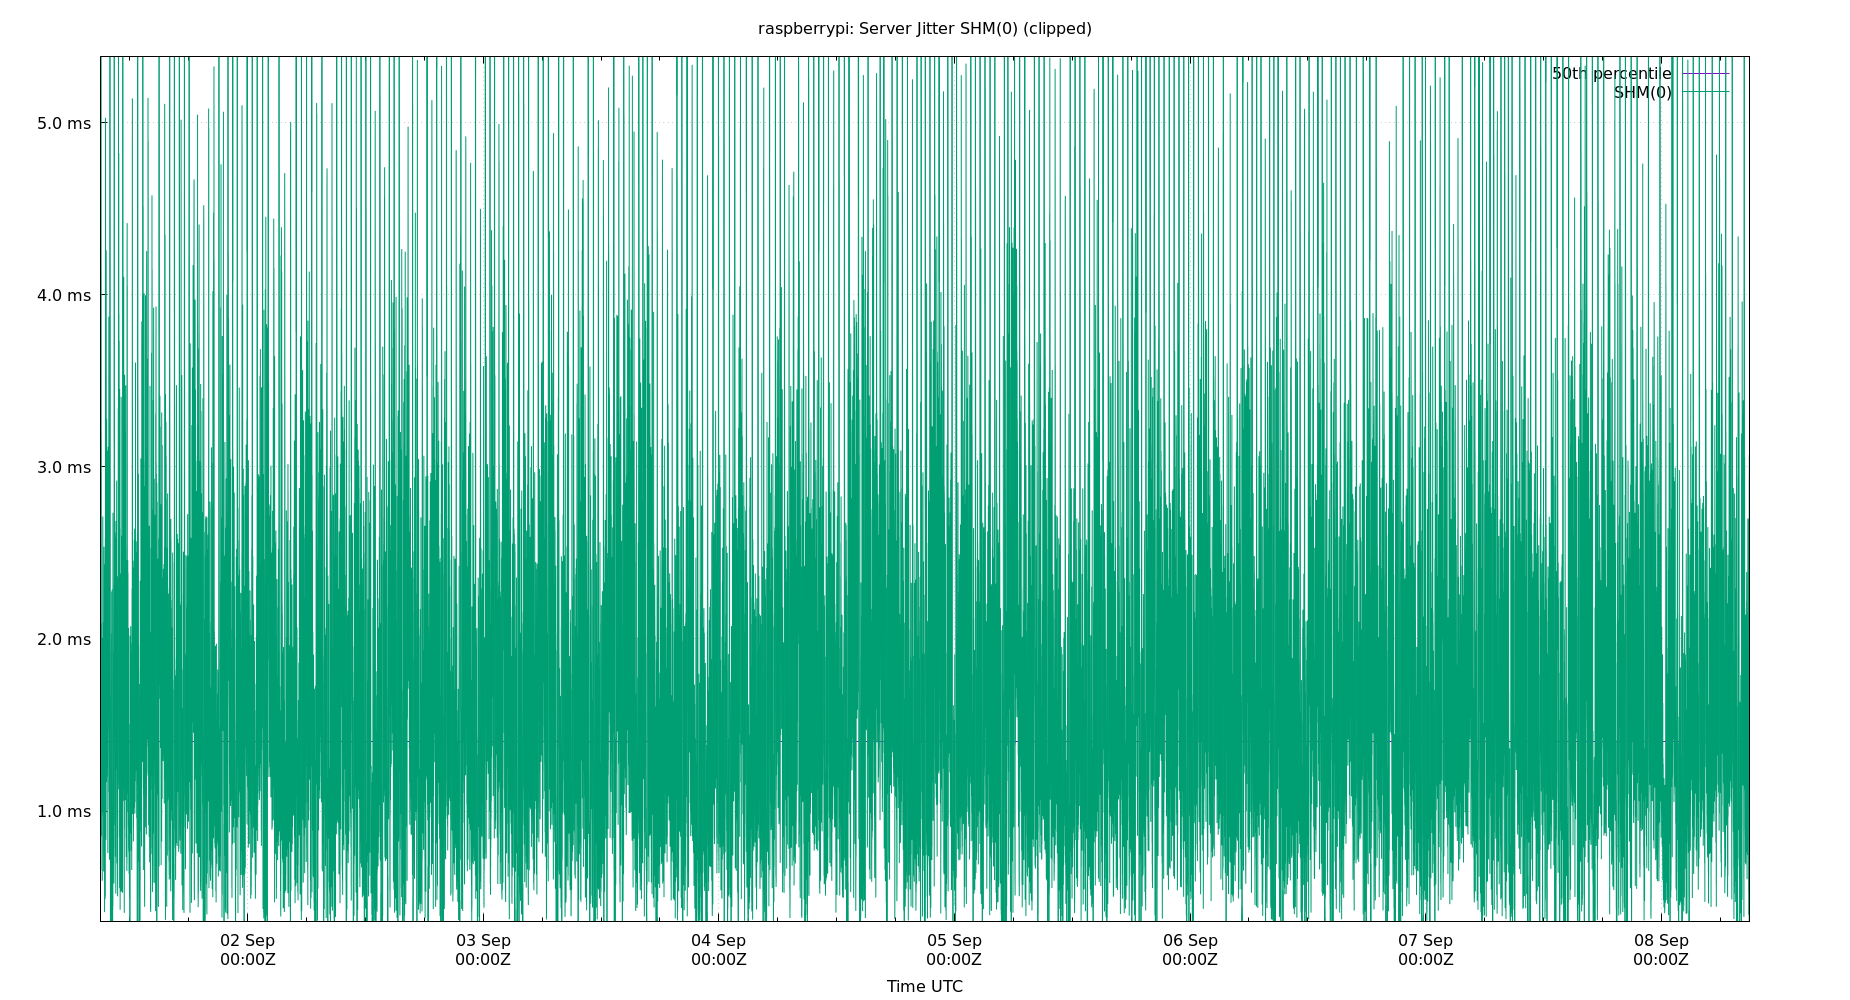 raspberrypi: Server Jitter SHM(0) (clipped)
50th percentile
SHM(0)
5.0 ms
4.0 ms
3.0 ms
2.0 ms
1.0 ms
02 Sep 03 Sep 04 Sep 05 Sep 06 Sep 07 Sep 08 Sep
00:00Z 00:00Z 00:00Z 00:00Z 00:00Z 00:00Z 00:00Z
Time UTC